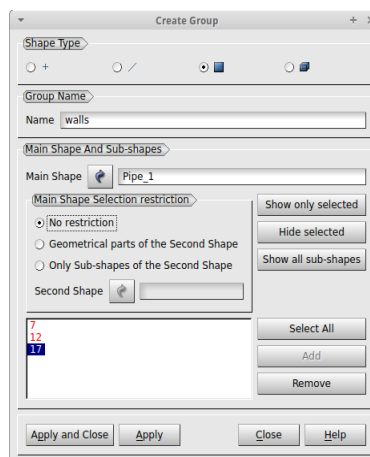 Create Group
Shape Type
Group Name
Name walls
Main Shape And Sub-shapes
Main Shape Pipe_1
Main Shape Selection restriction
No restriction
Geometrical parts of the Second Shape
Only Sub-shapes of the Second Shape
Second Shape
Show only selected
Hide selected
Show all sub-shapes
7
12
17
Select All
Add
Remove
Apply and Close Apply Close Help